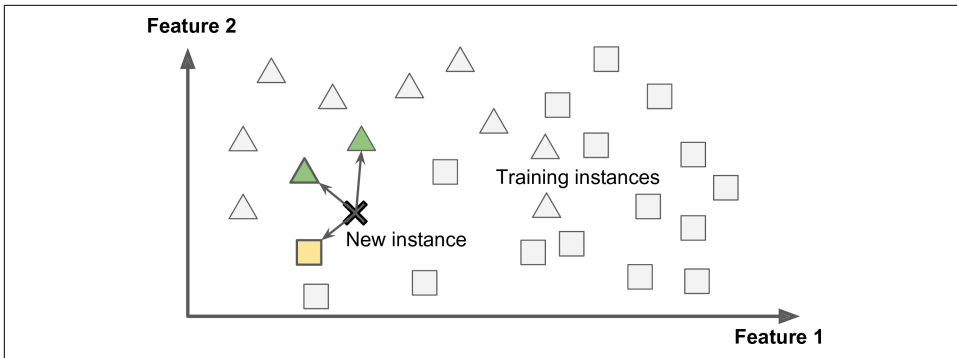 Feature 2
Training instances
New instance
Feature 1